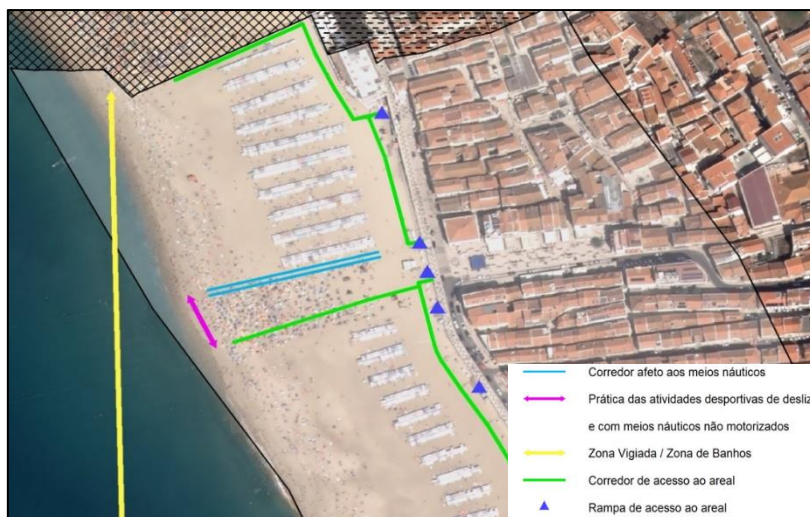 Corredor afeto aos meios náuticos
Prática das atividades desportivas de
e com meios náuticos não motorizados
Zona Vigiada / Zona de Banhos
Corredor de acesso ao areal
Rampa de acesso ao areal